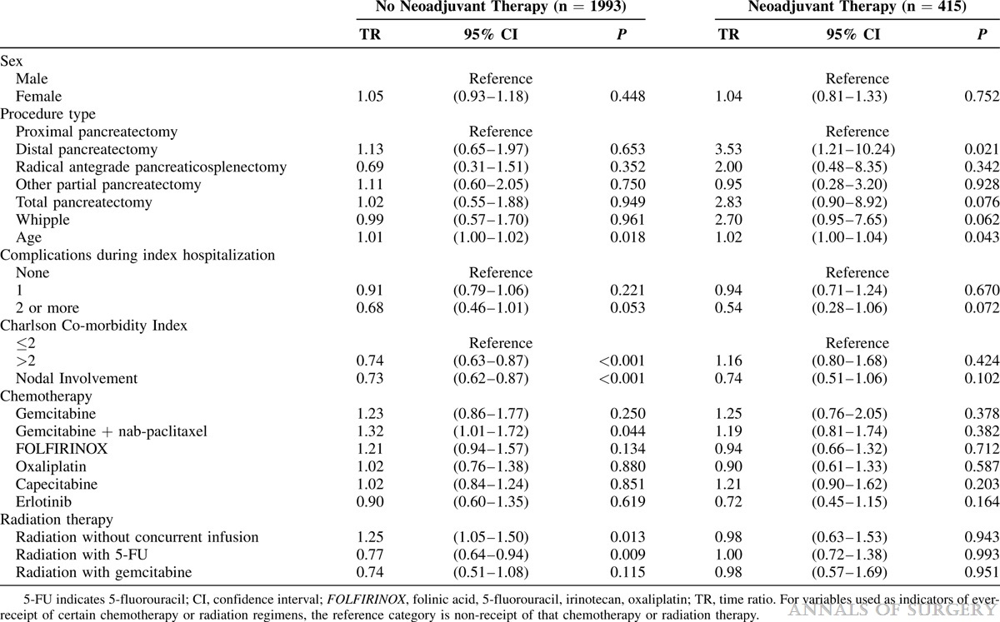 No Neoadjuvant Therapy (n = 1993) Neoadjuvant Therapy (n = 415)
TR 95% CI P TR 95% CI P
Sex
Male Reference Reference
Female 1.05 (0.93–1.18) 0.448 1.04 (0.81–1.33) 0.752
Procedure type
Proximal pancreatectomy Reference Reference
Distal pancreatectomy 1.13 (0.65–1.97) 0.653 3.53 (1.21–10.24) 0.021
Radical antegrade pancreaticosplenectomy 0.69 (0.31–1.51) 0.352 2.00 (0.48–8.35) 0.342
Other partial pancreatectomy 1.11 (0.60–2.05) 0.750 0.95 (0.28–3.20) 0.928
Total pancreatectomy 1.02 (0.55–1.88) 0.949 2.83 (0.90–8.92) 0.076
Whipple 0.99 (0.57–1.70) 0.961 2.70 (0.95–7.65) 0.062
Age 1.01 (1.00–1.02) 0.018 1.02 (1.00–1.04) 0.043
Complications during index hospitalization
None Reference Reference
1 0.91 (0.79–1.06) 0.221 0.94 (0.71–1.24) 0.670
2 or more 0.68 (0.46–1.01) 0.053 0.54 (0.28–1.06) 0.072
Charlson Co-morbidity Index
≤2 Reference Reference
>2 0.74 (0.63–0.87) <0.001 1.16 (0.80–1.68) 0.424
Nodal Involvement 0.73 (0.62–0.87) <0.001 0.74 (0.51–1.06) 0.102
Chemotherapy
Gemcitabine 1.23 (0.86–1.77) 0.250 1.25 (0.76–2.05) 0.378
Gemcitabine + nab-paclitaxel 1.32 (1.01–1.72) 0.044 1.19 (0.81–1.74) 0.382
FOLFIRINOX 1.21 (0.94–1.57) 0.134 0.94 (0.66–1.32) 0.712
Oxaliplatin 1.02 (0.76–1.38) 0.880 0.90 (0.61–1.33) 0.587
Capecitabine 1.02 (0.84–1.24) 0.851 1.21 (0.90–1.62) 0.203
Erlotinib 0.90 (0.60–1.35) 0.619 0.72 (0.45–1.15) 0.164
Radiation therapy
Radiation without concurrent infusion 1.25 (1.05–1.50) 0.013 0.98 (0.63–1.53) 0.943
Radiation with 5-FU 0.77 (0.64–0.94) 0.009 1.00 (0.72–1.38) 0.993
Radiation with gemcitabine 0.74 (0.51–1.08) 0.115 0.98 (0.57–1.69) 0.951
5-FU indicates 5-fluorouracil; CI, confidence interval; FOLFIRINOX, folinic acid, 5-fluorouracil, irinotecan, oxaliplatin; TR, time ratio. For variables used as indicators of ever-
receipt of certain chemotherapy or radiation regimens, the reference category is non-receipt of that chemotherapy or radiation therapy.
ANNALS OF SURGERY